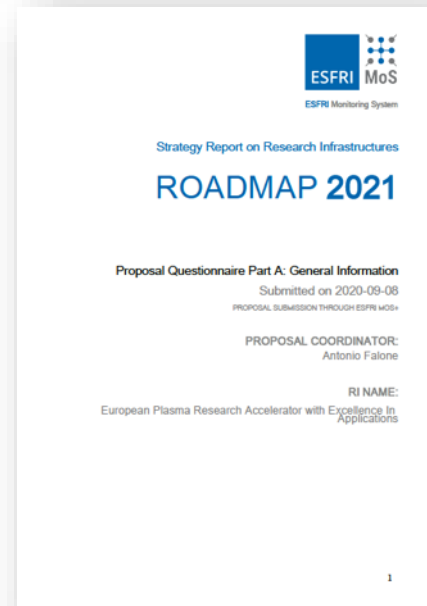 ESFRI MoS
ESFRI Monitoring System
Strategy Report on Research Infrastructures
ROADMAP 2021
Proposal Questionnaire Part A: General Information
Submitted on 2020-09-08
PROPOSAL SUBMISSION THROUGH ESFRI MOS+
PROPOSAL COORDINATOR:
Antonio Falone
RI NAME:
European Plasma Research Accelerator with Excellence In
Applications
1